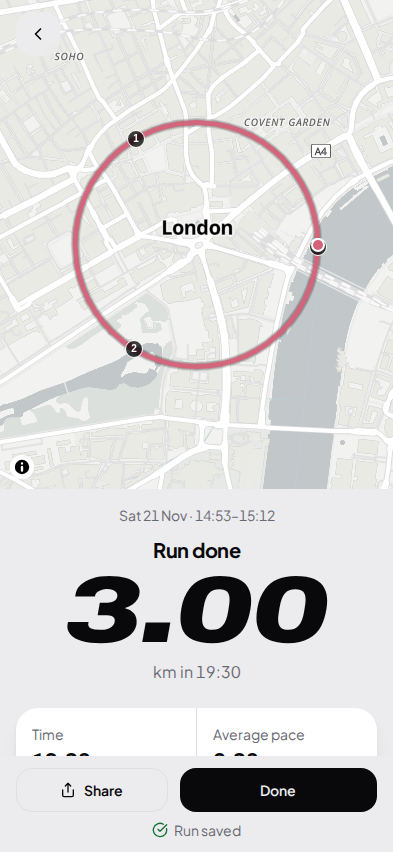 SOHO
COVENT GARDEN
1
A4
London
2
Sat 21 Nov · 14:53–15:12
Run done
3.00
km in 19:30
Time
Average pace
Share
Done
Run saved